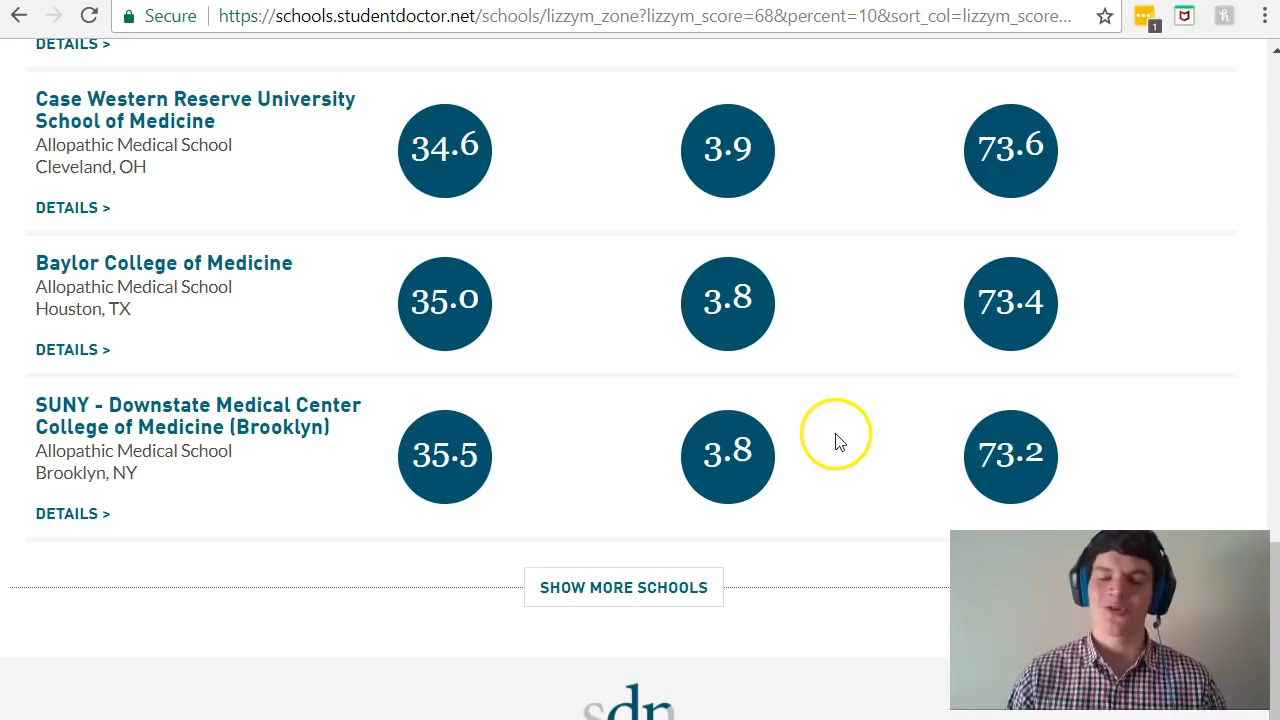 Secure
https://schools.studentdoctor.net/schools/lizzym_zone?lizzym_score=68&percent=10&sort_col=lizzym_score...
1
DETAILS >
Case Western Reserve University
School of Medicine
Allopathic Medical School
Cleveland, OH
DETAILS >
34.6
3.9
73.6
Baylor College of Medicine
Allopathic Medical School
Houston, TX
DETAILS >
35.0
3.8
73.4
SUNY - Downstate Medical Center
College of Medicine (Brooklyn)
Allopathic Medical School
Brooklyn, NY
DETAILS >
35.5
3.8
73.2
SHOW MORE SCHOOLS
sdn